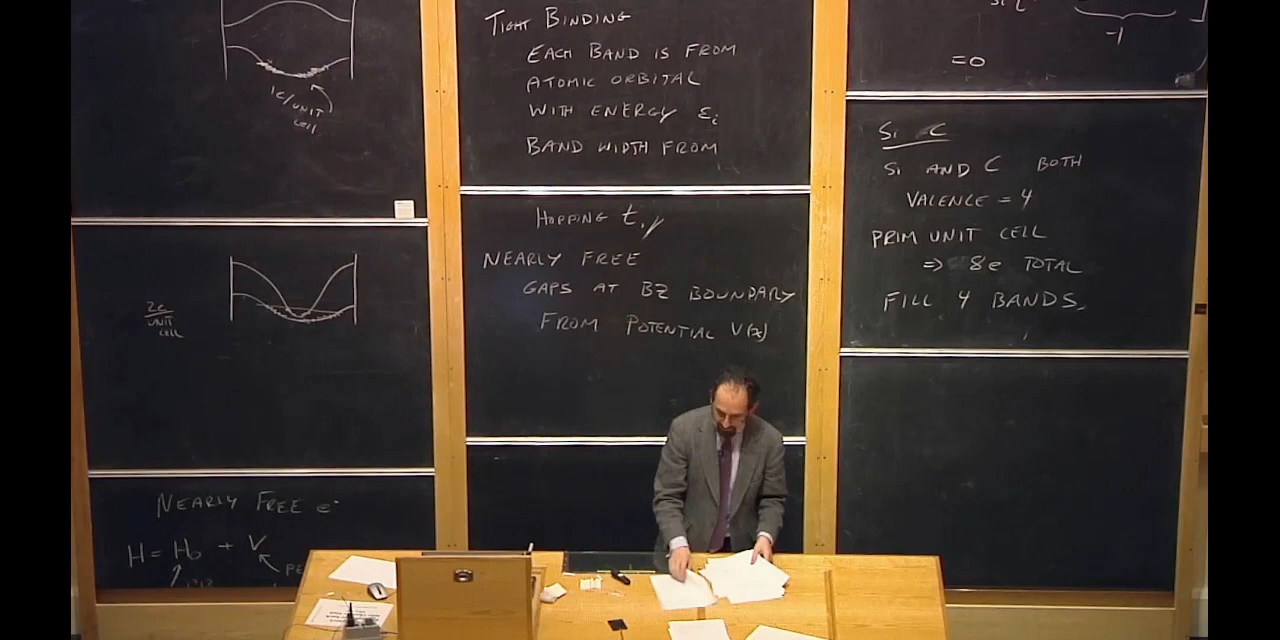 1e/UNIT
CELL
2e/
UNIT
CELL
NEARLY FREE e⁻
H = H₀ + V
TIGHT BINDING
EACH BAND IS FROM
ATOMIC ORBITAL
WITH ENERGY εᵢ
BAND WIDTH FROM
HOPPING
NEARLY FREE
GAPS AT BZ BOUNDARY
FROM POTENTIAL V(x)
-1
=0
Si C
Si AND C BOTH
VALENCE = 4
PRIM UNIT CELL
⇒ 8e TOTAL
FILL 4 BANDS.